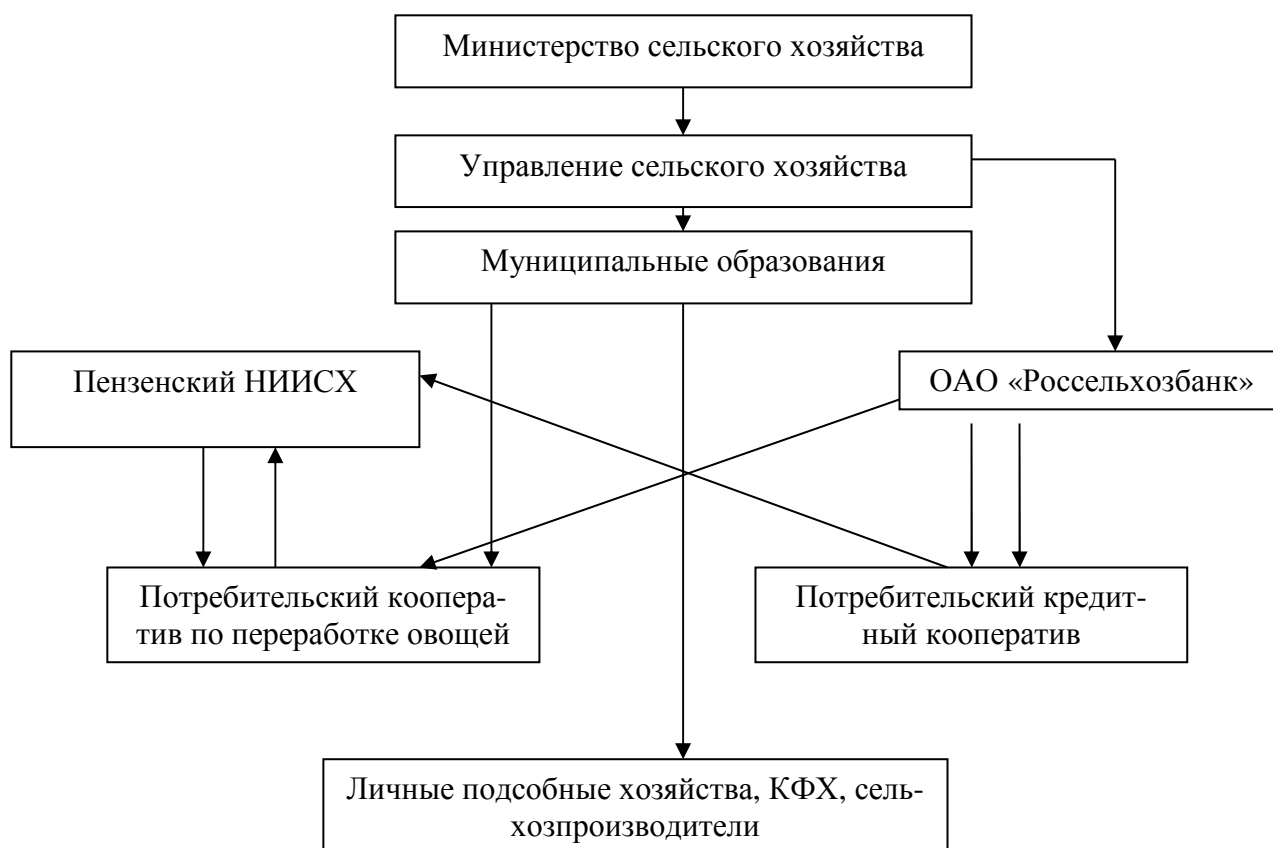 Министерство сельского хозяйства
Управление сельского хозяйства
Муниципальные образования
Пензенский НИИСХ
ОАО «Россельхозбанк»
Потребительский коопера-
тив по переработке овощей
Потребительский кредит-
ный кооператив
Личные подсобные хозяйства, КФХ, сель-
хозпроизводители